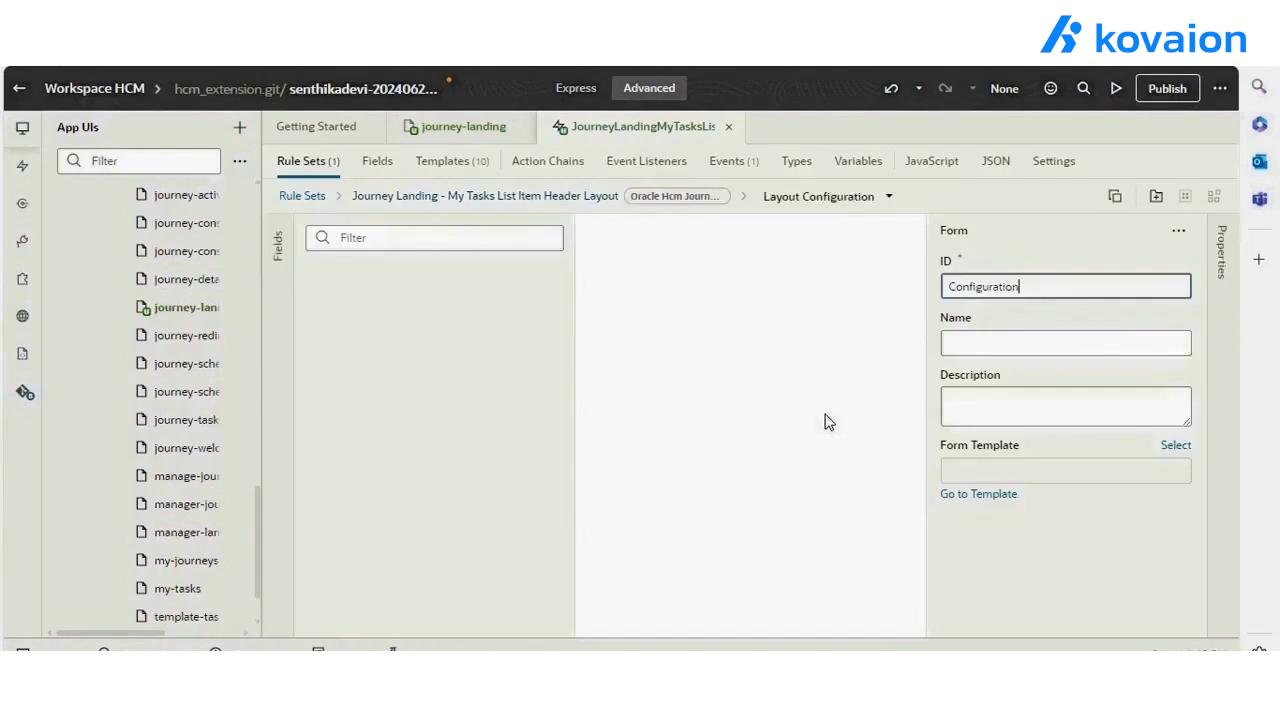 kovaion
Workspace HCM > hcm_extension.git/ senthikadevi-2024062...
Express
Advanced
None
Publish
App UIs
Getting Started
journey-landing
JourneyLandingMyTasksLis
Filter
Rule Sets (1)
Fields
Templates (10)
Action Chains
Event Listeners
Events (1)
Types
Variables
JavaScript
JSON
Settings
Rule Sets > Journey Landing - My Tasks List Item Header Layout
Oracle Hcm Journ...
> Layout Configuration
journey-acti
journey-con
journey-con
journey-deta
journey-lan
journey-redi
journey-sche
journey-sche
journey-task
journey-welc
manage-jour
manager-jou
manager-lan
my-journeys
my-tasks
template-tas
Fields
Filter
Form
ID *
Configuration
Name
Description
Form Template
Select
Go to Template
Properties